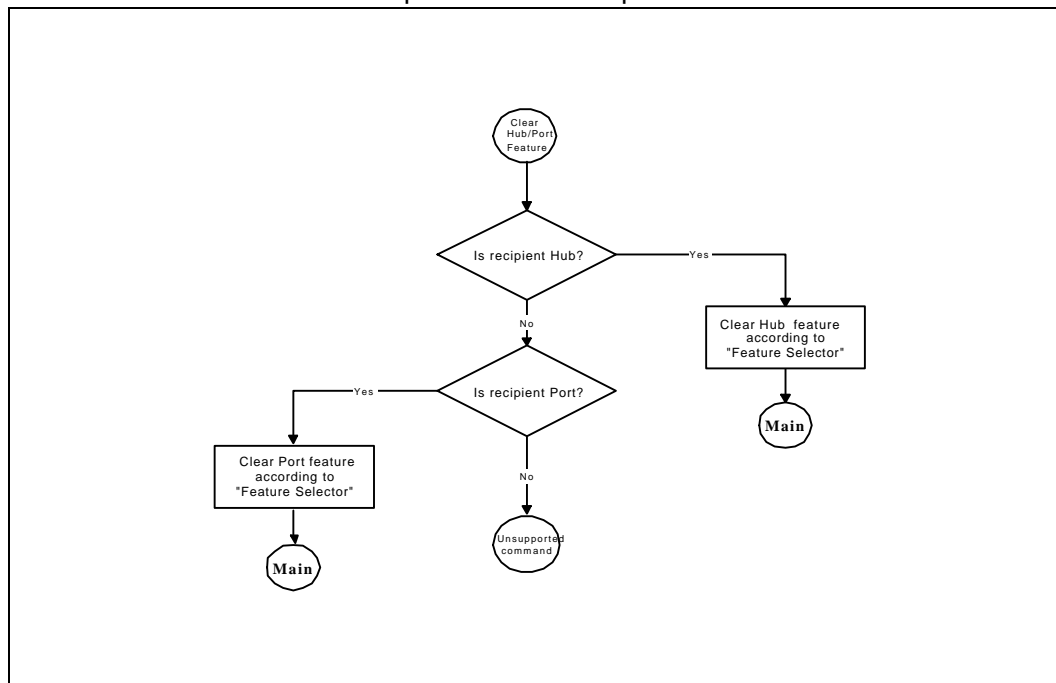 Clear
Hub/Port
Feature
Is recipient Hub?
Yes
No
Clear Hub feature
according to
"Feature Selector"
Main
Is recipient Port?
Yes
No
Clear Port feature
according to
"Feature Selector"
Main
Unsupported
command